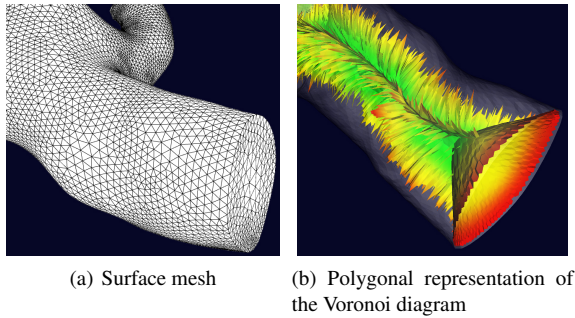 (a) Surface mesh
(b) Polygonal representation of
the Voronoi diagram